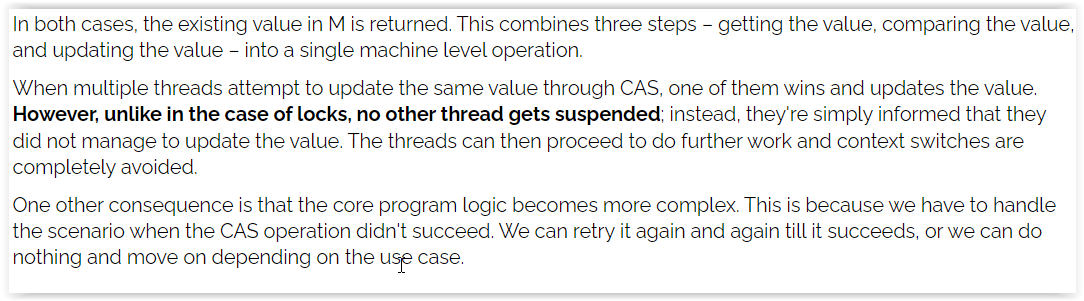 In both cases, the existing value in M is returned. This combines three steps – getting the value, comparing the value,
and updating the value – into a single machine level operation.
When multiple threads attempt to update the same value through CAS, one of them wins and updates the value.
However, unlike in the case of locks, no other thread gets suspended; instead, they're simply informed that they
did not manage to update the value. The threads can then proceed to do further work and context switches are
completely avoided.
One other consequence is that the core program logic becomes more complex. This is because we have to handle
the scenario when the CAS operation didn't succeed. We can retry it again and again till it succeeds, or we can do
nothing and move on depending on the use case.